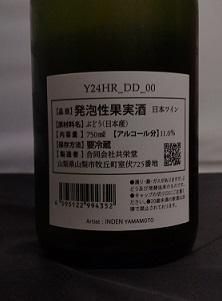 Y24HR_DD_00
【品目】発泡性果実酒 日本ワイン
【原材料名】ぶどう(日本産)
【内容量】750ml【アルコール分】11.6%
【保存方法】要冷蔵
【製造者】合同会社共栄堂
山梨県山梨市牧丘町室伏725番地
4595122994352
Artist : INDEN YAMAMOTO